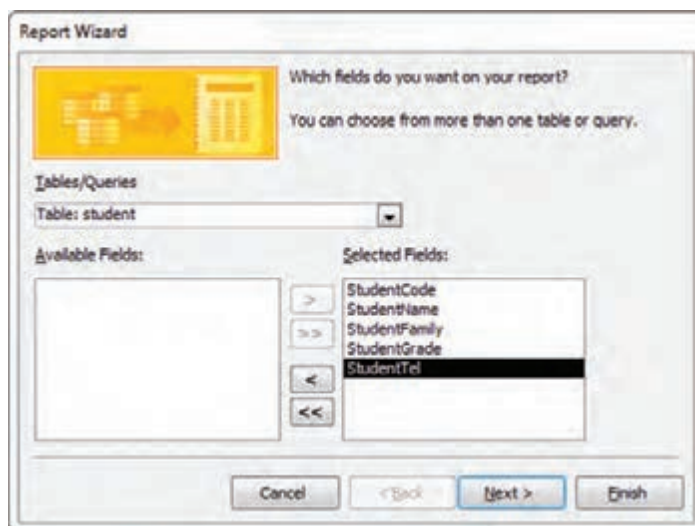 Report Wizard
Which fields do you want on your report?
You can choose from more than one table or query.
Tables/Queries
Table: student
Available Fields:
Selected Fields:
>
>>
<
<<
StudentCode
StudentName
StudentFamily
StudentGrade
StudentTel
Cancel
< Back
Next >
Finish